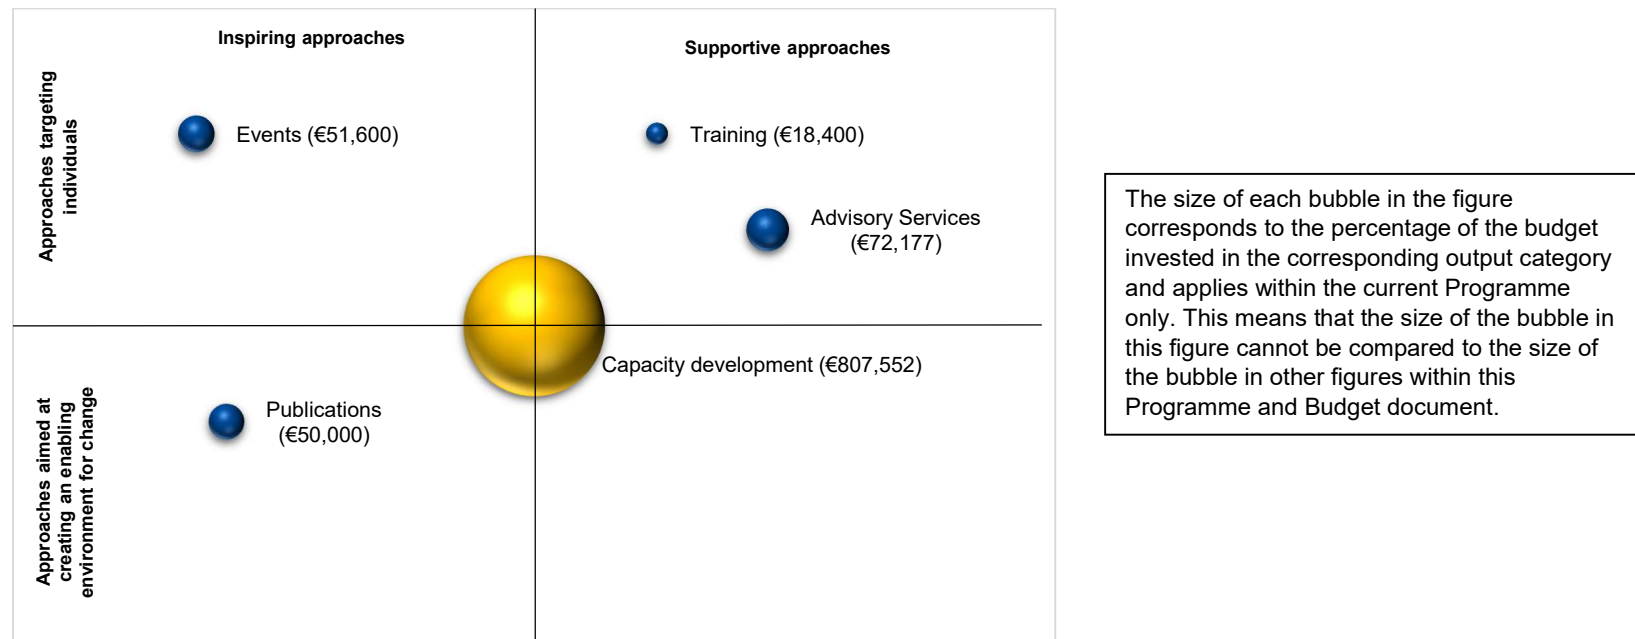 Inspiring approaches
Supportive approaches
Approaches targeting
individuals
Events (€51,600)
Training (€18,400)
Advisory Services
(€72,177)
Capacity development (€807,552)
Approaches aimed at
creating an enabling
environment for change
Publications
(€50,000)
The size of each bubble in the figure
corresponds to the percentage of the budget
invested in the corresponding output category
and applies within the current Programme
only. This means that the size of the bubble in
this figure cannot be compared to the size of
the bubble in other figures within this
Programme and Budget document.